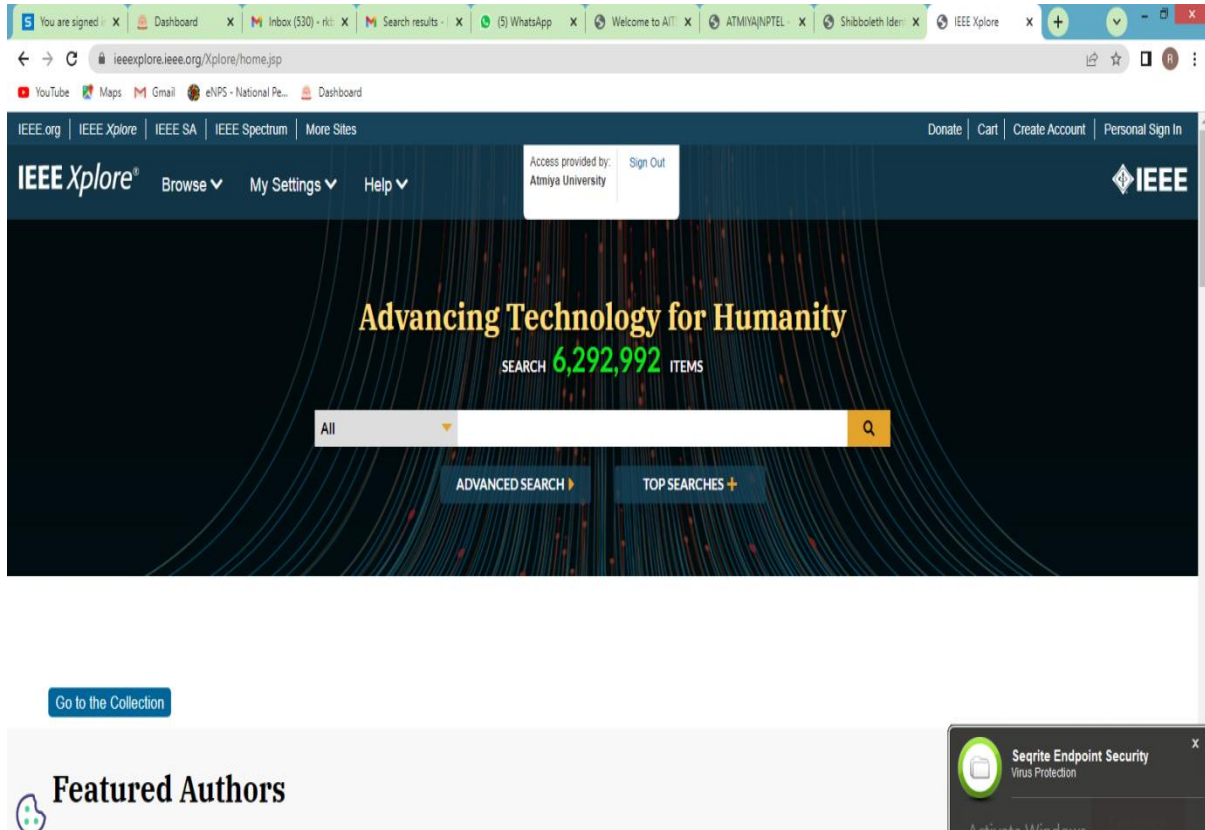 You are signed i Dashboard Inbox (530) - rkb Search results - (5) WhatsApp Welcome to AIT ATMIYA|NPTEL - Shibboleth Iden IEEE Xplore
ieeexplore.ieee.org/Xplore/home.jsp R
YouTube Maps Gmail eNPS - National Pe... Dashboard
IEEE.org | IEEE Xplore | IEEE SA | IEEE Spectrum | More Sites Donate | Cart | Create Account | Personal Sign In
IEEE Xplore® Browse My Settings Help Access provided by: Sign Out IEEE
Atmiya University
Advancing Technology for Humanity
SEARCH 6,292,992 ITEMS
All
ADVANCED SEARCH TOP SEARCHES +
Go to the Collection
Featured Authors
Seqrite Endpoint Security X
Virus Protection
Activate Windows